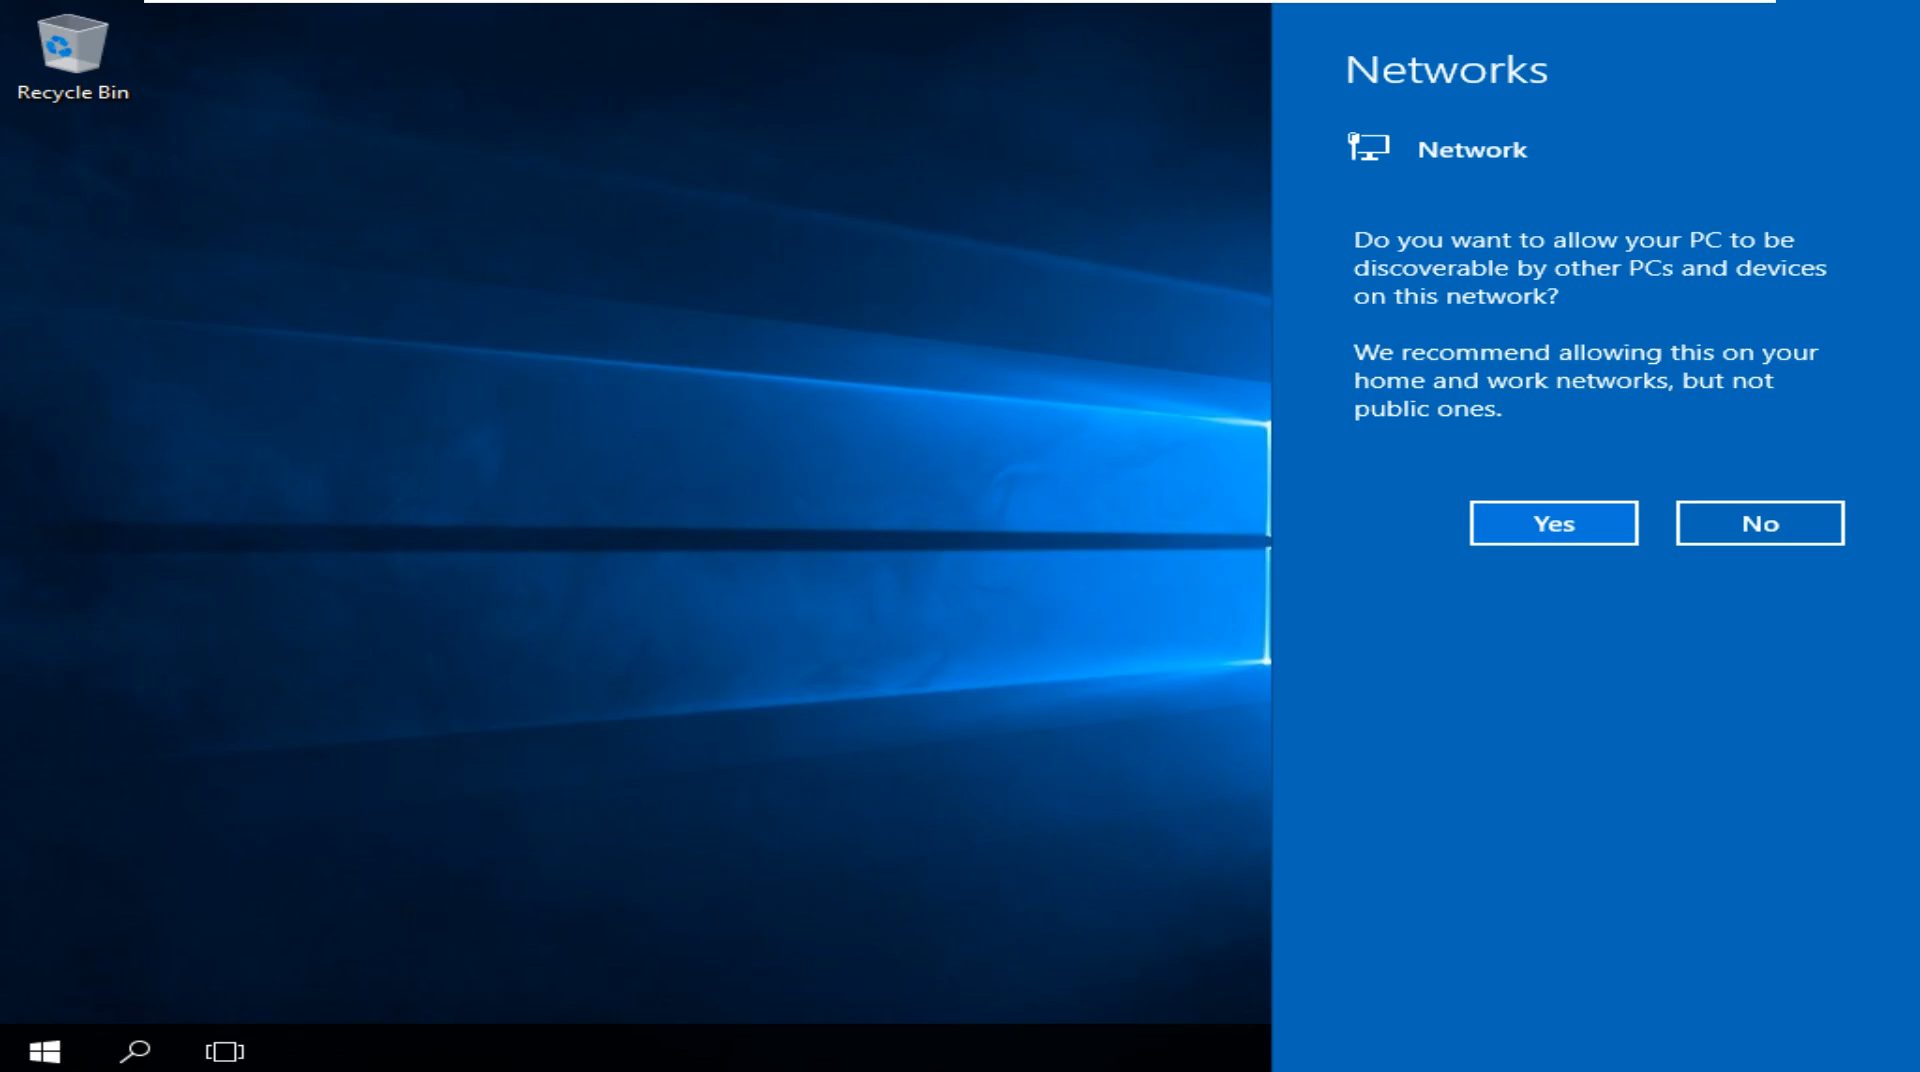 Recycle Bin
Networks
Network
Do you want to allow your PC to be
discoverable by other PCs and devices
on this network?
We recommend allowing this on your
home and work networks, but not
public ones.
Yes
No